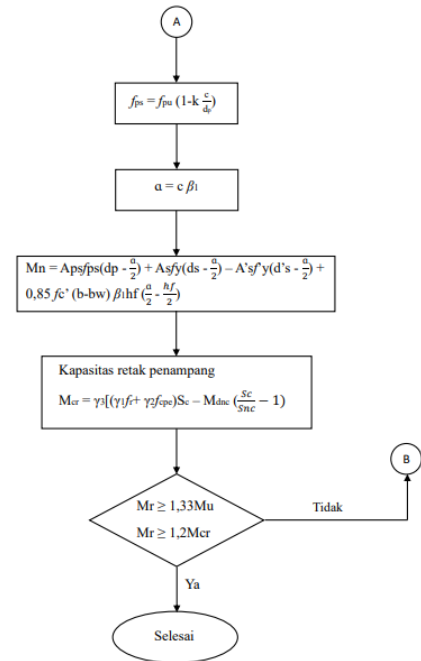 A
fps = fpu (1-k c/dp)
a = c β1
Mn = Apsfps(dp - a/2) + Asfy(ds - a/2) – A's f'y(d's - a/2) +
0,85 fc' (b-bw) β1hf (a/2 - hf/2)
Kapasitas retak penampang
Mcr = γ3[(γ1fr+ γ2fcpe)Sc – Mdnc (Sc/Snc − 1)
B
Mr ≥ 1,33Mu
Mr ≥ 1,2Mcr
Tidak
Ya
Selesai